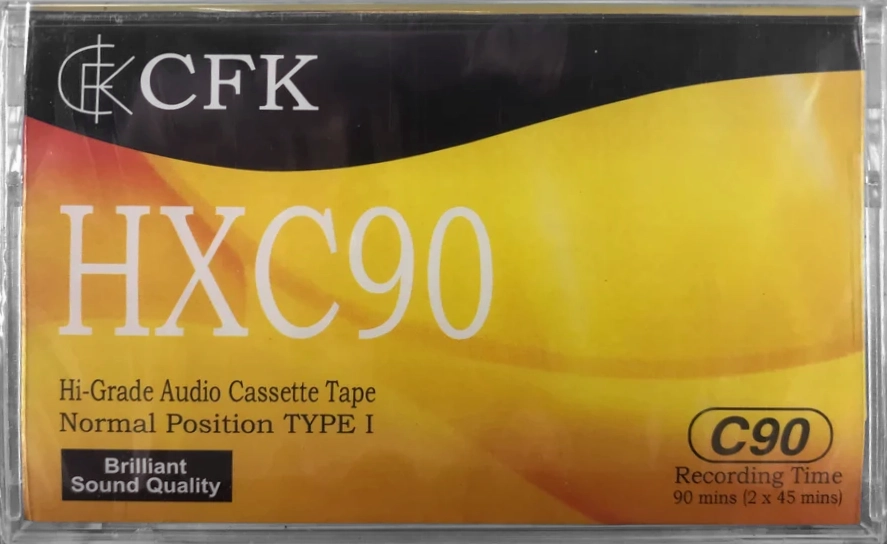 CFK CFK
HXC90
Hi-Grade Audio Cassette Tape
Normal Position TYPE I
Brilliant
Sound Quality
C90
Recording Time
90 mins (2 x 45 mins)